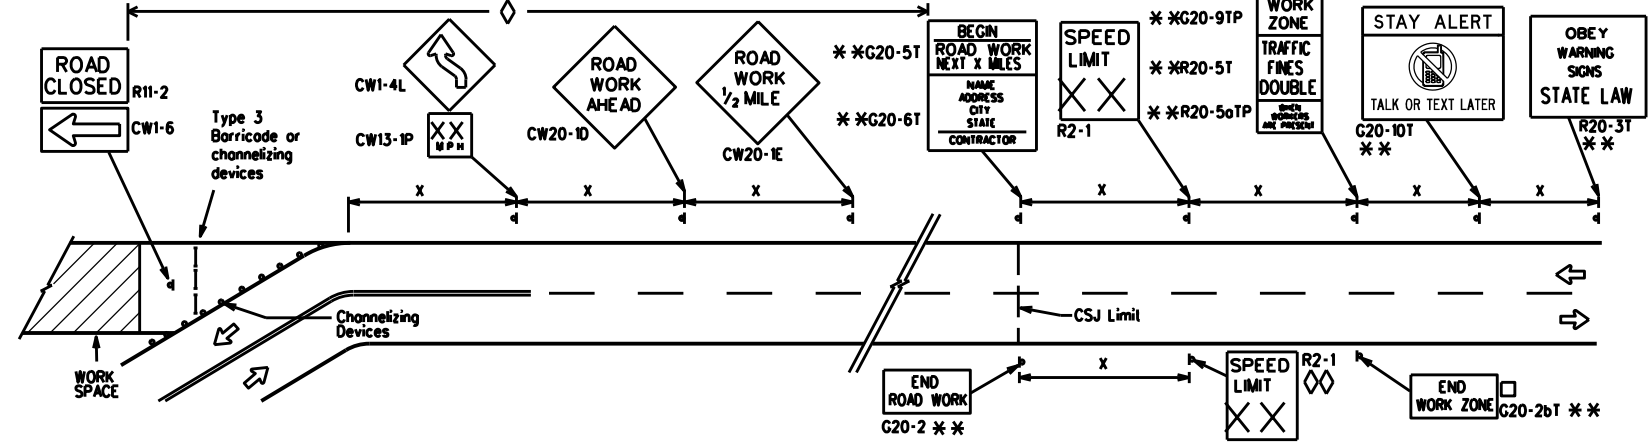 ROAD
CLOSED
R11-2
CW1-6
Type 3
Barricade or
channelizing
devices
CW1-4L
XX
MPH
CW13-1P
ROAD
WORK
AHEAD
CW20-1D
ROAD
WORK
1/2 MILE
CW20-1E
* *G20-5T
* *G20-6T
BEGIN
ROAD WORK
NEXT X MILES
NAME
ADDRESS
CITY
STATE
CONTRACTOR
SPEED
LIMIT
X X
R2-1
* *G20-9TP
* *R20-5T
* *R20-5aTP
WORK
ZONE
TRAFFIC
FINES
DOUBLE
WHEN
WORKERS
ARE PRESENT
STAY ALERT
TALK OR TEXT LATER
G20-10T
* *
OBEY
WARNING
SIGNS
STATE LAW
R20-3T
* *
X
X
X
X
X
X
X
Channelizing
Devices
CSJ Limit
WORK
SPACE
END
ROAD WORK
G20-2 * *
X
SPEED
LIMIT
X X
R2-1
END
WORK ZONE
G20-2bT * *